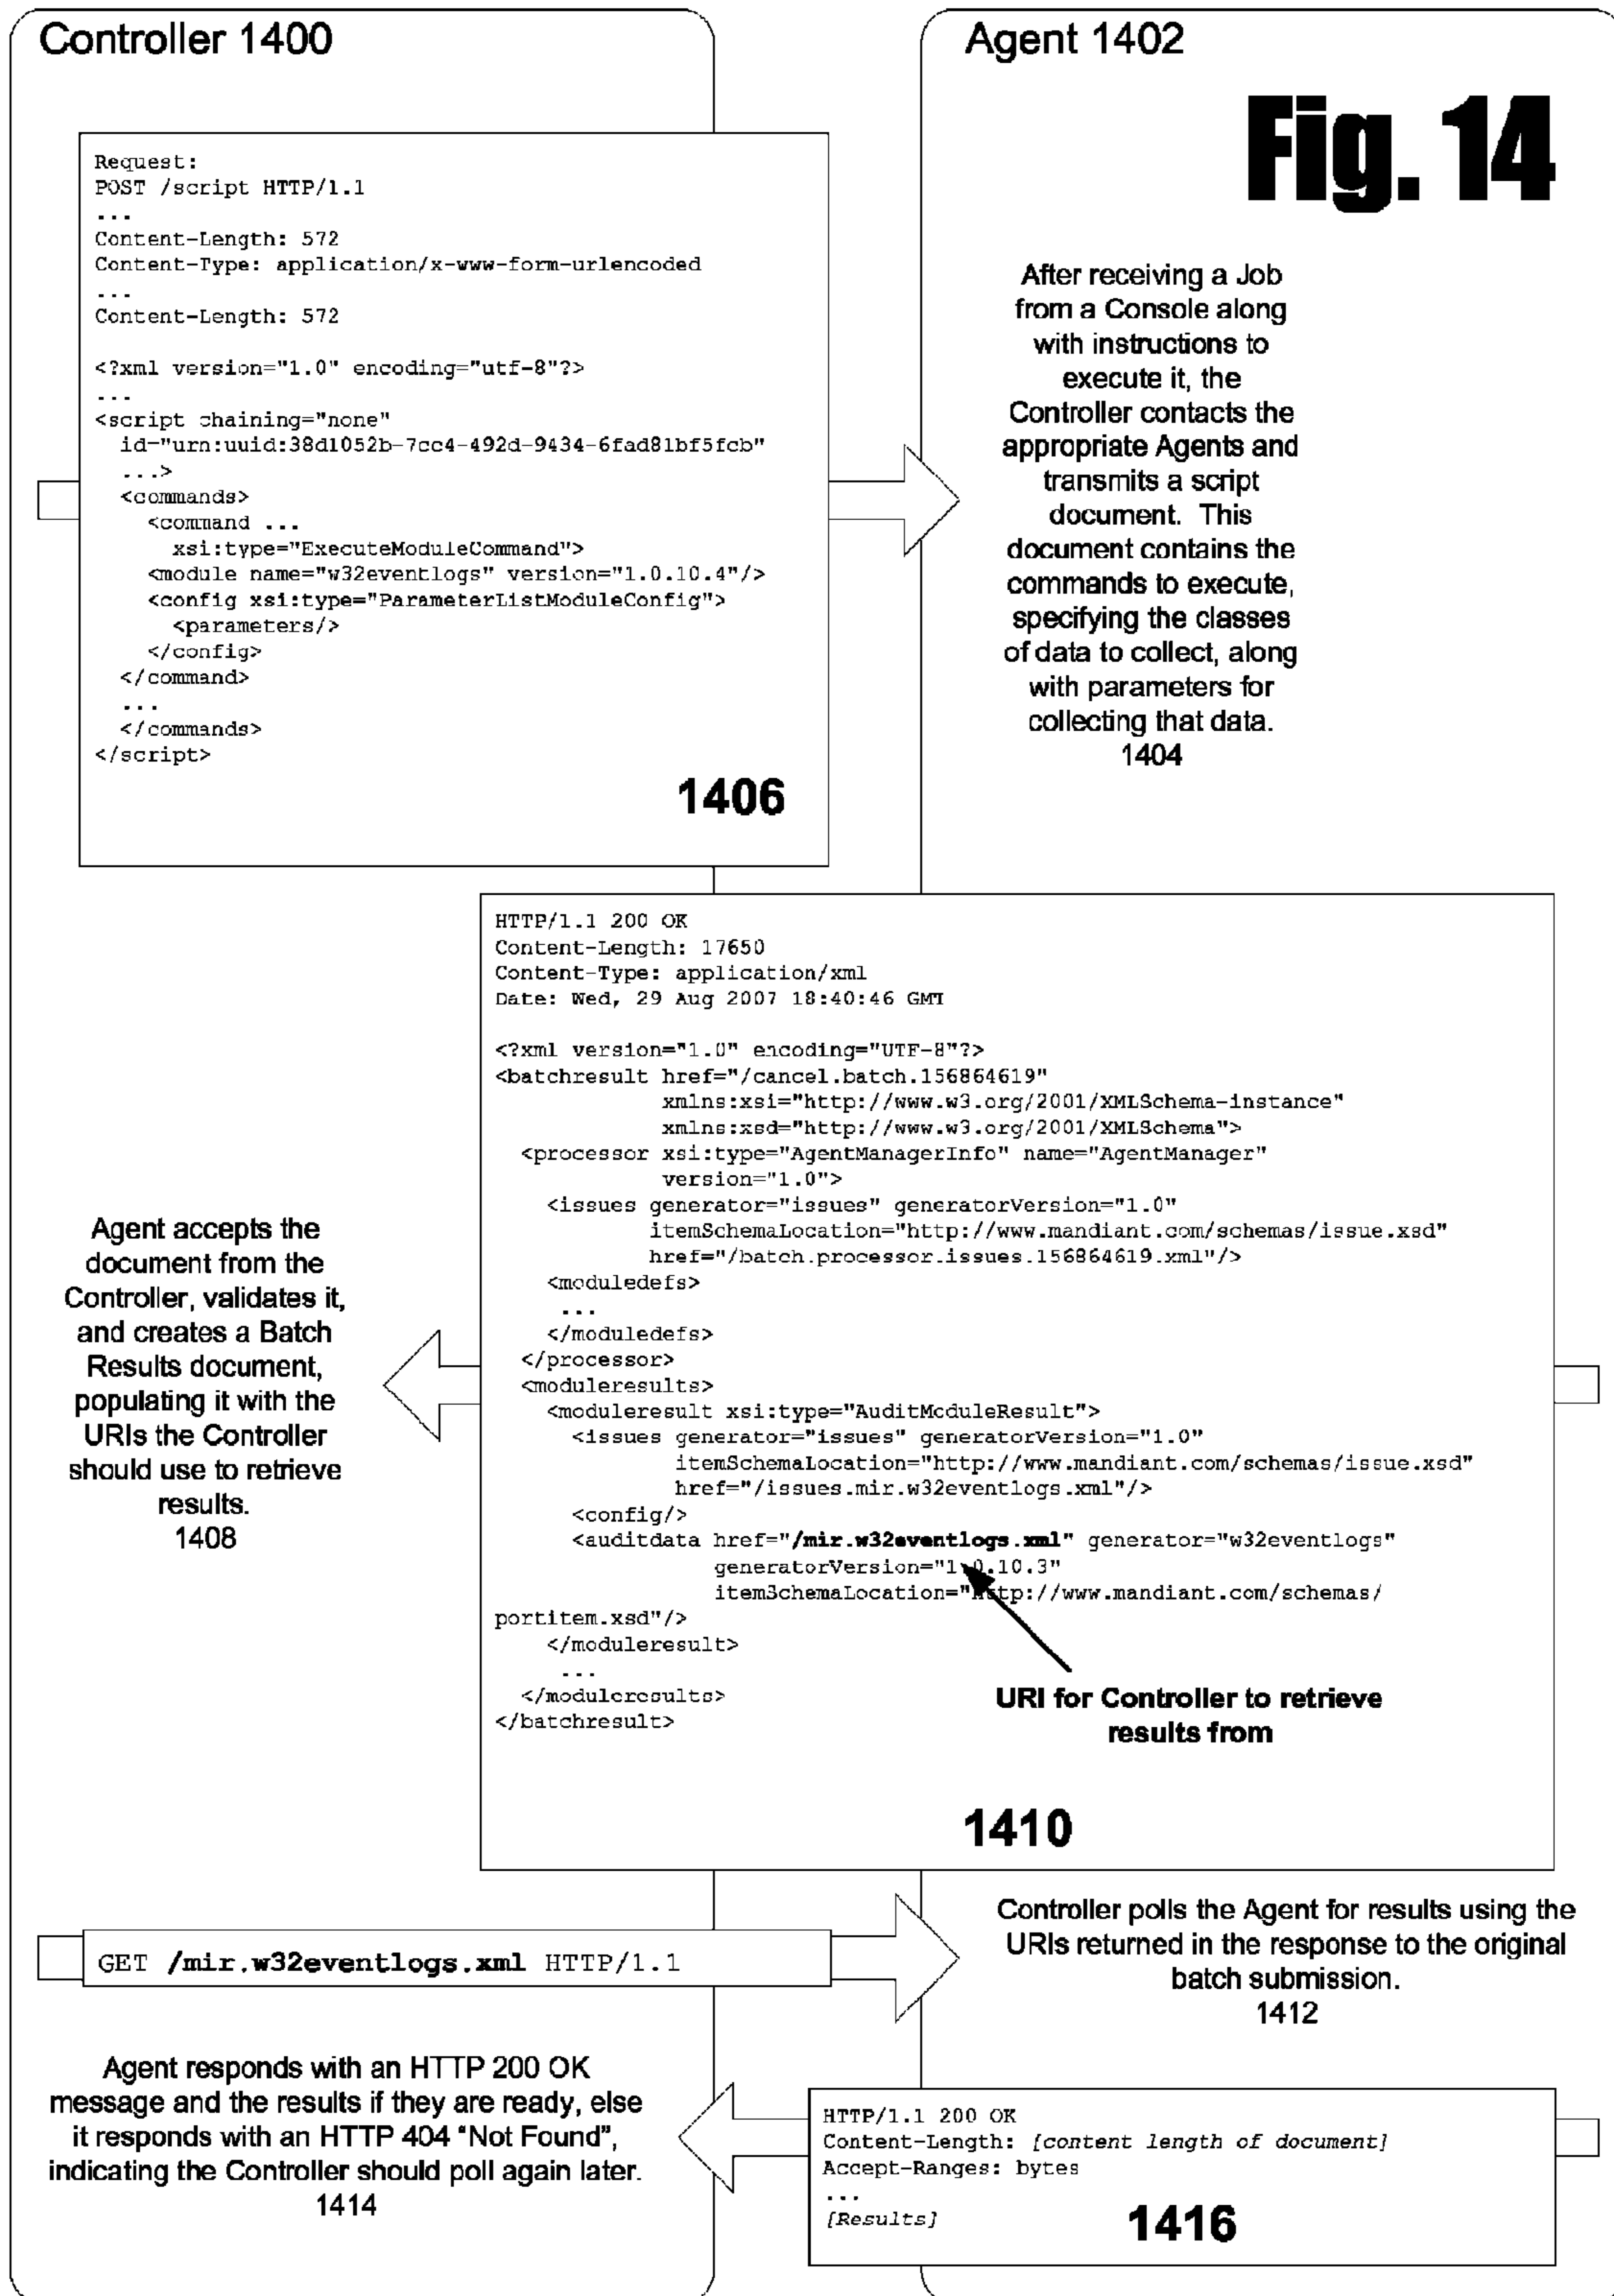 Controller 1400
Agent 1402
Fig. 14
Request:
POST /script HTTP/1.1
...
Content-Length: 572
Content-Type: application/x-www-form-urlencoded
...
Content-Length: 572
<?xml version="1.0" encoding="utf-8"?>
...
<script chaining="none"
id="urn:uuid:38d1052b-7cc4-492d-9434-6fad81bf5fcb"
...>
<commands>
<command ...
xsi:type="ExecuteModuleCommand">
<module name="w32eventlogs" version="1.0.10.4"/>
<config xsi:type="ParameterListModuleConfig">
<parameters/>
</config>
</command>
...
</commands>
</script>
1406
After receiving a Job
from a Console along
with instructions to
execute it, the
Controller contacts the
appropriate Agents and
transmits a script
document. This
document contains the
commands to execute,
specifying the classes
of data to collect, along
with parameters for
collecting that data.
1404
HTTP/1.1 200 OK
Content-Length: 17650
Content-Type: application/xml
Date: Wed, 29 Aug 2007 18:40:46 GMT
<?xml version="1.0" encoding="UTF-8"?>
<batchresult href="/cancel.batch.156864619"
xmlns:xsi="http://www.w3.org/2001/XMLSchema-instance"
xmlns:xsd="http://www.w3.org/2001/XMLSchema">
<processor xsi:type="AgentManagerInfo" name="AgentManager"
version="1.0">
<issues generator="issues" generatorVersion="1.0"
itemSchemaLocation="http://www.mandiant.com/schemas/issue.xsd"
href="/batch.processor.issues.156864619.xml"/>
<moduledefs>
...
</moduledefs>
</processor>
<moduleresults>
<moduleresult xsi:type="AuditModuleResult">
<issues generator="issues" generatorVersion="1.0"
itemSchemaLocation="http://www.mandiant.com/schemas/issue.xsd"
href="/issues.mir.w32eventlogs.xml"/>
<config/>
<auditdata href="/mir.w32eventlogs.xml" generator="w32eventlogs"
generatorVersion="1.0.10.3"
itemSchemaLocation="http://www.mandiant.com/schemas/
portitem.xsd"/>
</moduleresult>
...
</moduleresults>
</batchresult>
URI for Controller to retrieve
results from
1410
Agent accepts the
document from the
Controller, validates it,
and creates a Batch
Results document,
populating it with the
URIs the Controller
should use to retrieve
results.
1408
GET /mir.w32eventlogs.xml HTTP/1.1
Controller polls the Agent for results using the
URIs returned in the response to the original
batch submission.
1412
Agent responds with an HTTP 200 OK
message and the results if they are ready, else
it responds with an HTTP 404 "Not Found",
indicating the Controller should poll again later.
1414
HTTP/1.1 200 OK
Content-Length: [content length of document]
Accept-Ranges: bytes
...
[Results]
1416